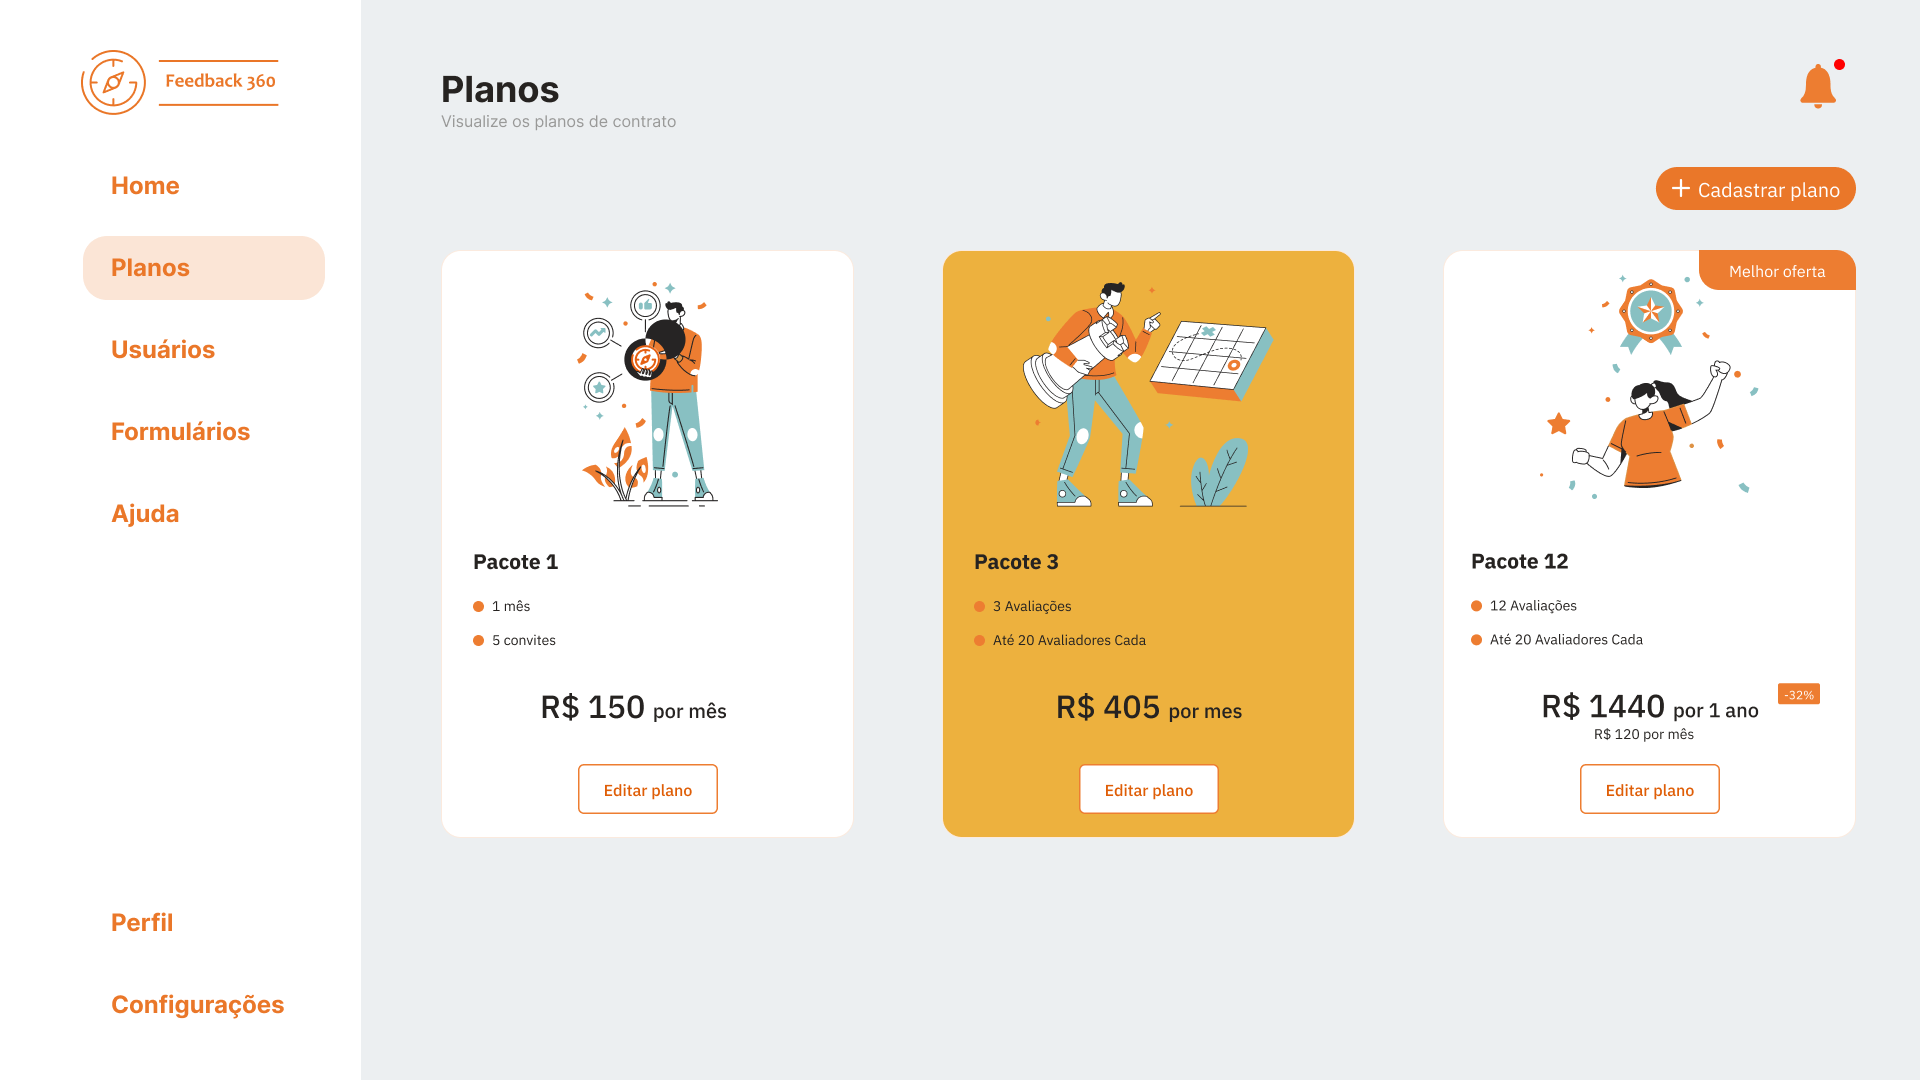 Feedback 360
Home
Planos
Usuários
Formulários
Ajuda
Perfil
Configurações
Planos
Visualize os planos de contrato
Cadastrar plano
Pacote 1
1 mês
5 convites
R$ 150 por mês
Editar plano
Pacote 3
3 Avaliações
Até 20 Avaliadores Cada
R$ 405 por mes
Editar plano
Melhor oferta
Pacote 12
12 Avaliações
Até 20 Avaliadores Cada
-32%
R$ 1440 por 1 ano
R$ 120 por mês
Editar plano